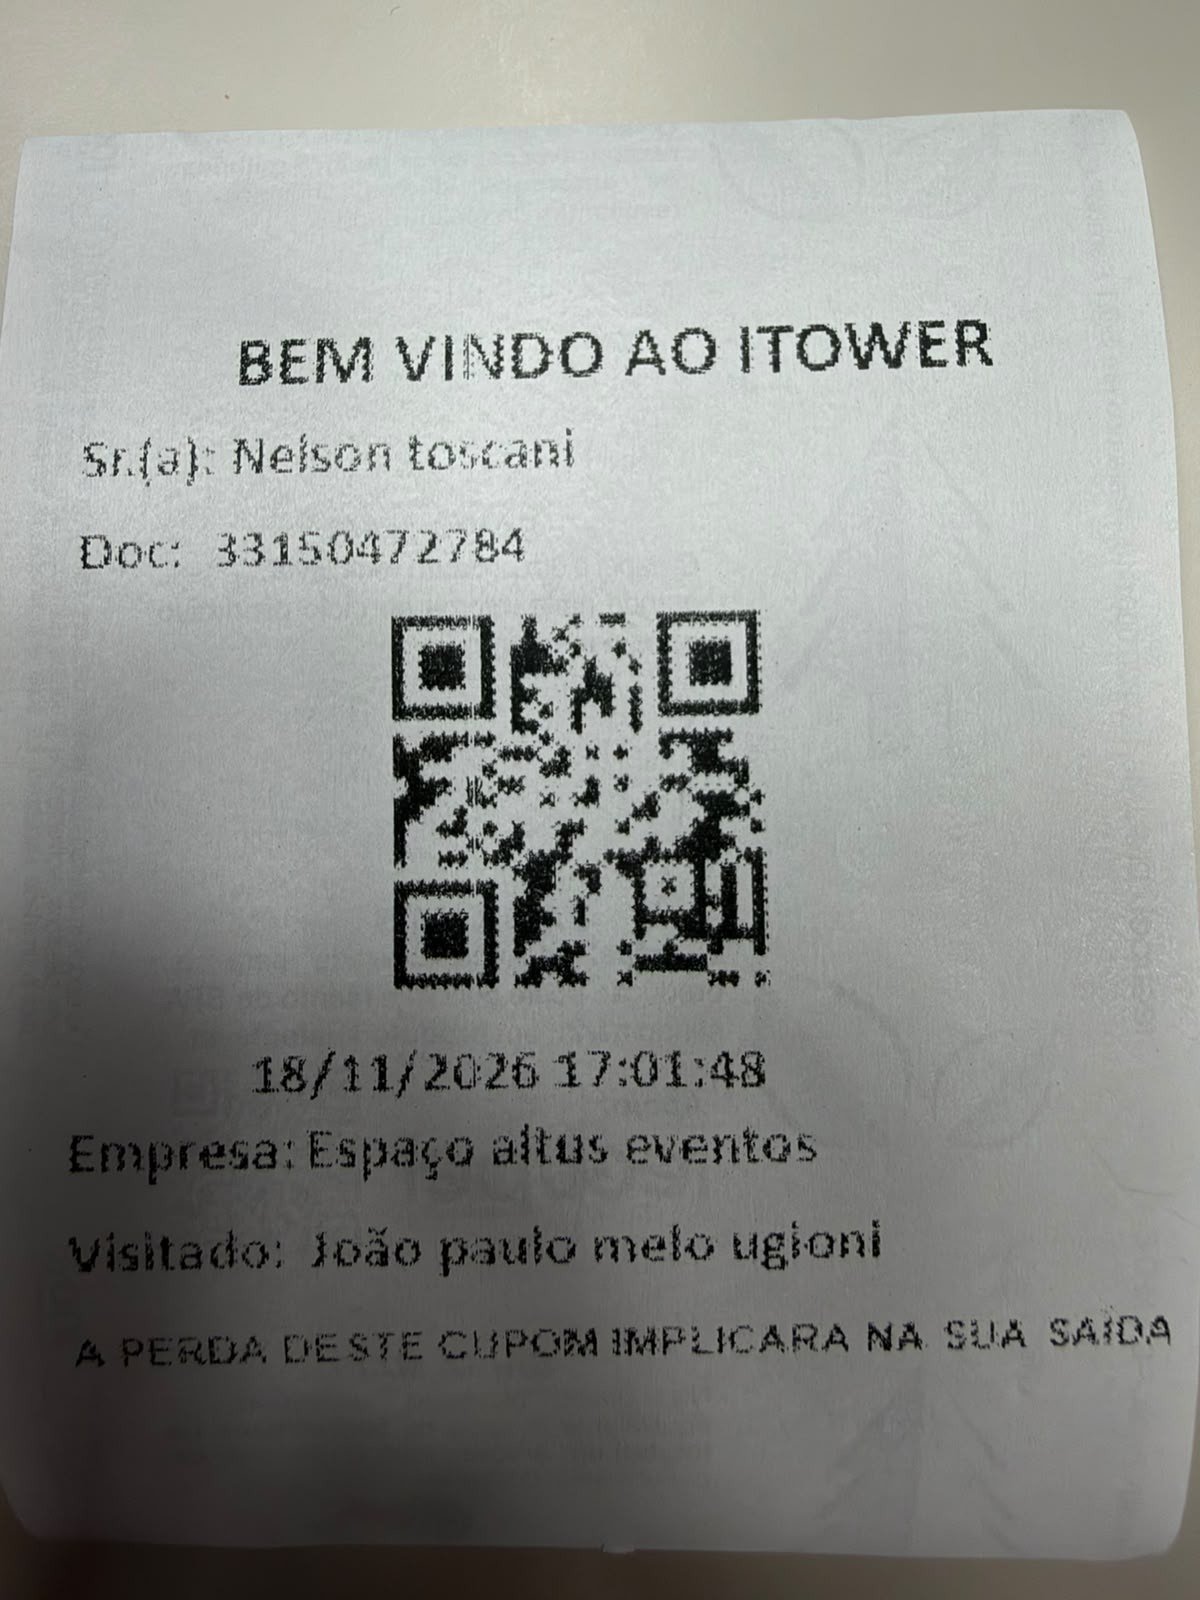 BEM VINDO AO ITOWER
Sr.(a): Nelson toscani
Doc: 33150472784
18/11/2026 17:01:48
Empresa: Espaço altus eventos
Visitado: João paulo melo ugioni
A PERDA DESTE CUPOM IMPLICARA NA SUA SAÍDA